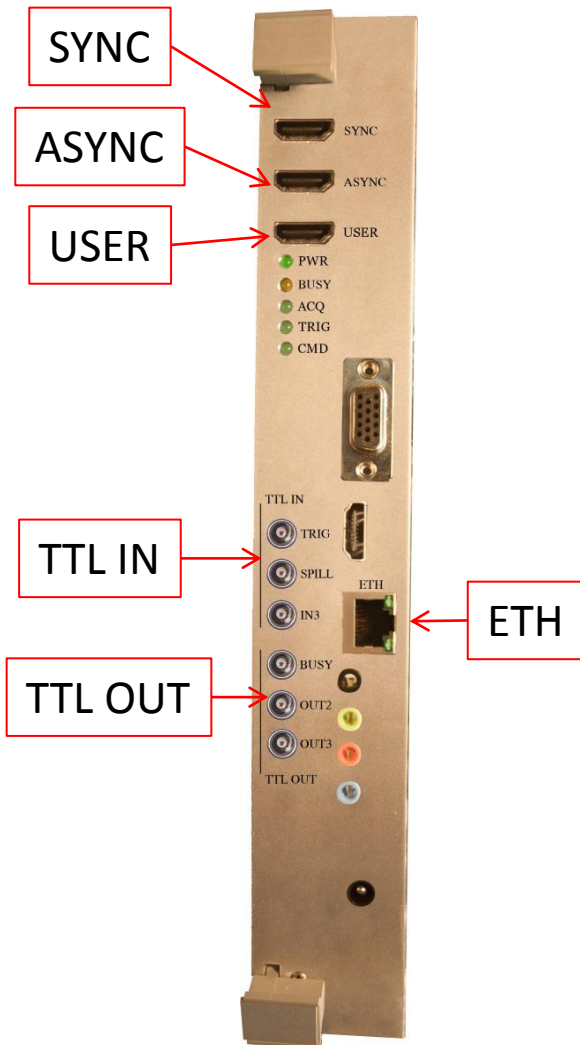 SYNC
SYNC
ASYNC
ASYNC
USER
USER
PWR
BUSY
ACQ
TRIG
CMD
TTL IN
TRIG
TTL IN
SPILL
ETH
IN3
ETH
BUSY
TTL OUT
OUT2
OUT3
TTL OUT